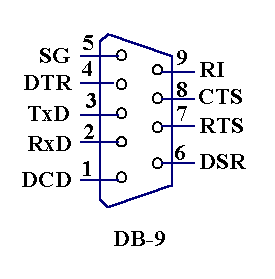 SG 5
9 RI
DTR 4
8 CTS
TxD 3
7 RTS
RxD 2
6 DSR
DCD 1
DB-9